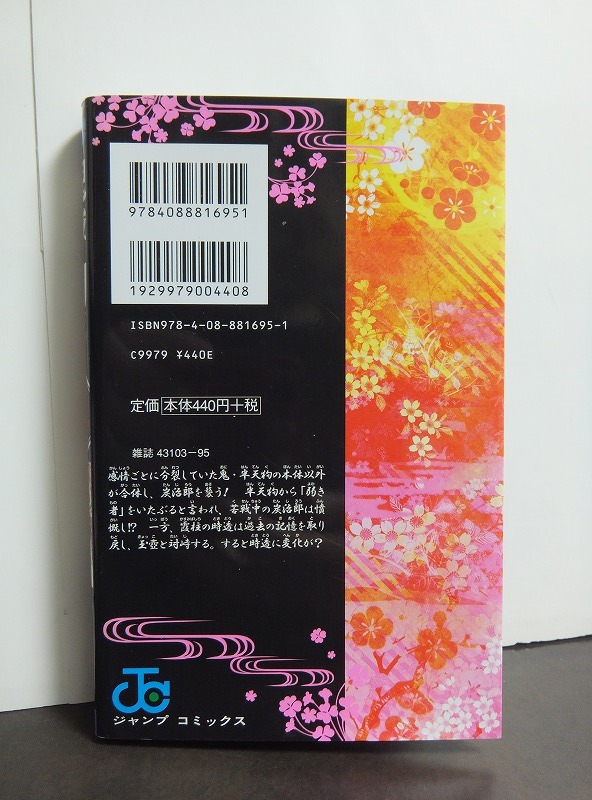 9784088816951
1929979004408
ISBN978-4-08-881695-1
C9979 ¥440E
定価 本体440円+税
雑誌 43103-95
感情ごとに分裂していた鬼・半天狗の本体以外
が合体し、炭治郎を襲う! 半天狗から「弱き
者」をいたぶると言われ、苦戦中の炭治郎は憤
慨し!? 一方、霞柱の時透は過去の記憶を取り
戻し、玉壺と対峙する。すると時透に変化が?
ジャンプ コミックス